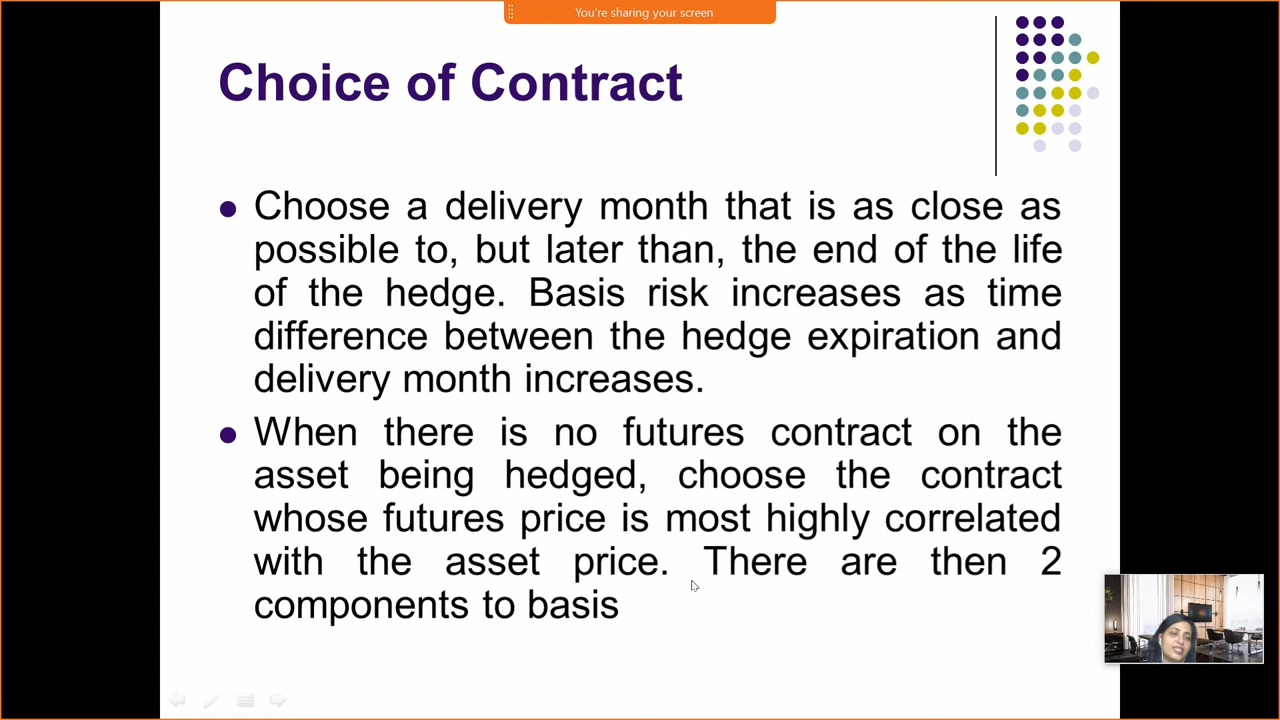 You're sharing your screen
Choice of Contract
Choose a delivery month that is as close as
possible to, but later than, the end of the life
of the hedge. Basis risk increases as time
difference between the hedge expiration and
delivery month increases.
When there is no futures contract on the
asset being hedged, choose the contract
whose futures price is most highly correlated
with the asset price. There are then 2
components to basis